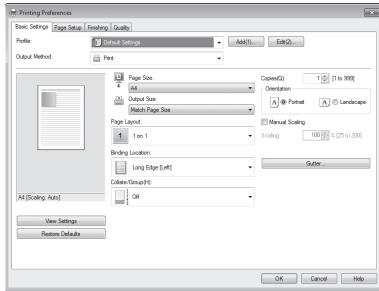 Printing Preferences
Basic Settings Page Setup Finishing Quality
Profile: Default Settings Add(1)... Edit(2)...
Output Method: Print
Page Size:
A4
Output Size:
Match Page Size
Copies(Q): 1 [1 to 999]
Orientation
A Portrait A Landscape
Page Layout:
1 1 on 1
Manual Scaling
Scaling: 100 % [25 to 200]
Binding Location:
Long Edge [Left]
Gutter...
Collate/Group(H):
Off
A4 [Scaling: Auto]
View Settings
Restore Defaults
OK Cancel Help